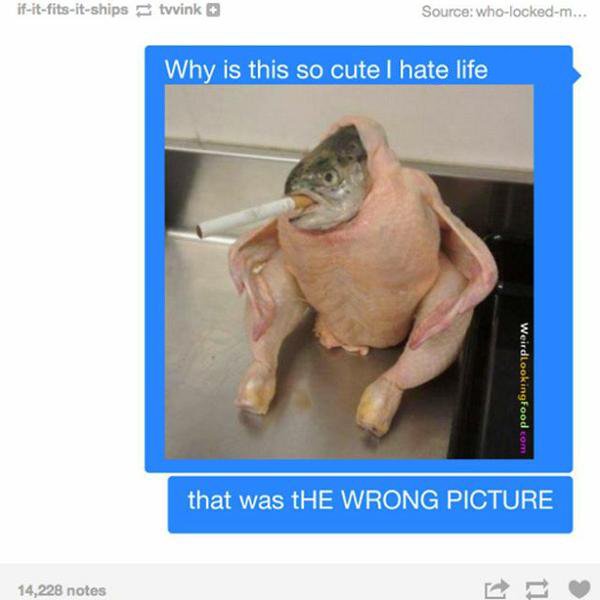 if-it-fits-it-ships tvvink
Source: who-locked-m...
Why is this so cute I hate life
WeirdLookingFood.com
that was tHE WRONG PICTURE
14,228 notes